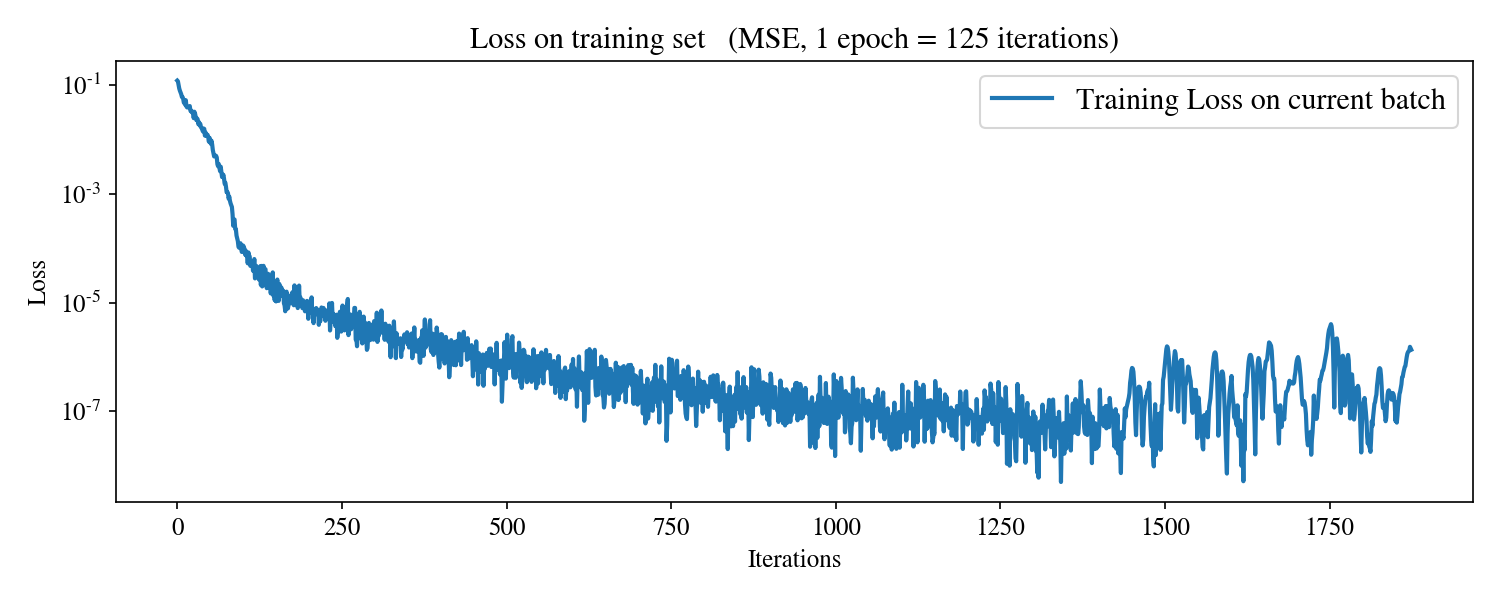 Loss on training set   (MSE, 1 epoch = 125 iterations)
Training Loss on current batch
Loss
10^-1
10^-3
10^-5
10^-7
0 250 500 750 1000 1250 1500 1750
Iterations